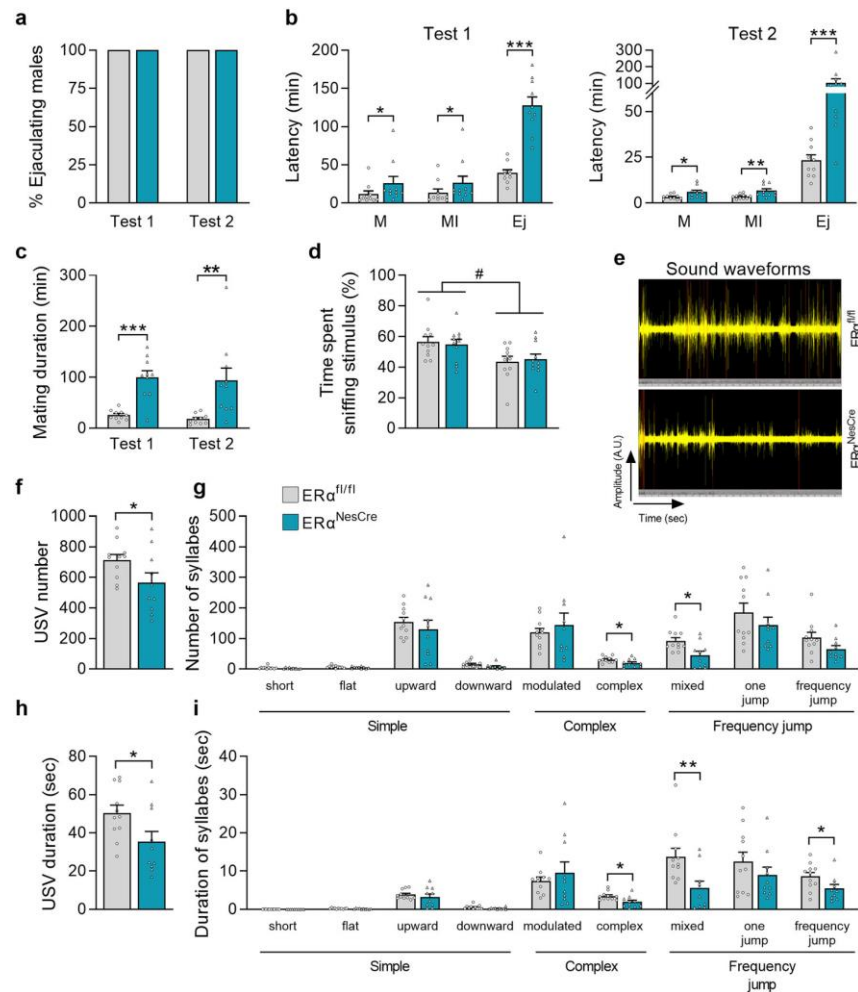 a
100
75
50
25
0
% Ejaculating males
Test 1 Test 2
b
Test 1
200
150
100
50
0
Latency (min)
* * ***
M MI Ej
Test 2
300
200
100
50
25
0
Latency (min)
* ** ***
M MI Ej
c
300
200
100
0
Mating duration (min)
*** **
Test 1 Test 2
d
100
80
60
40
20
0
Time spent
sniffing stimulus (%)
#
e
Sound waveforms
ERα^fl/fl
ERα^NesCre
Amplitude (A.U.)
Time (sec)
ERα^fl/fl
ERα^NesCre
f
1000
800
600
400
200
0
USV number
*
g
500
400
300
200
100
0
Number of syllabes
* *
short flat upward downward modulated complex mixed one jump frequency jump
Simple Complex Frequency jump
h
80
60
40
20
0
USV duration (sec)
*
i
40
30
20
10
0
Duration of syllabes (sec)
* ** *
short flat upward downward modulated complex mixed one jump frequency jump
Simple Complex Frequency
jump